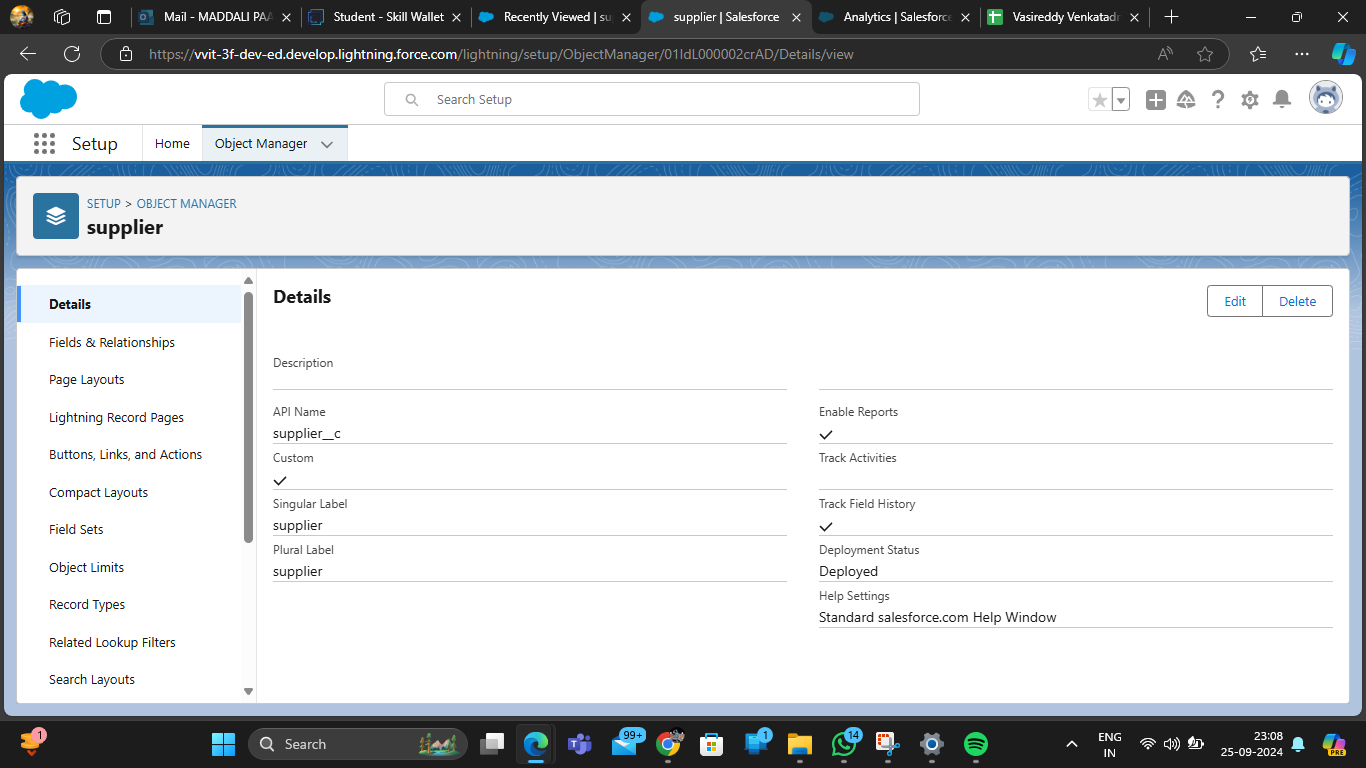 Mail - MADDALI PAA
Student - Skill Wallet
Recently Viewed | su
supplier | Salesforce
Analytics | Salesforce
Vasireddy Venkatadr
https://vvit-3f-dev-ed.develop.lightning.force.com/lightning/setup/ObjectManager/01IdL000002crAD/Details/view
Search Setup
Setup
Home
Object Manager
SETUP > OBJECT MANAGER
supplier
Details
Fields & Relationships
Page Layouts
Lightning Record Pages
Buttons, Links, and Actions
Compact Layouts
Field Sets
Object Limits
Record Types
Related Lookup Filters
Search Layouts
Details
Edit
Delete
Description
API Name
supplier__c
Custom
Singular Label
supplier
Plural Label
supplier
Enable Reports
Track Activities
Track Field History
Deployment Status
Deployed
Help Settings
Standard salesforce.com Help Window
1
Search
99+
1
14
ENG
IN
23:08
25-09-2024
PRE